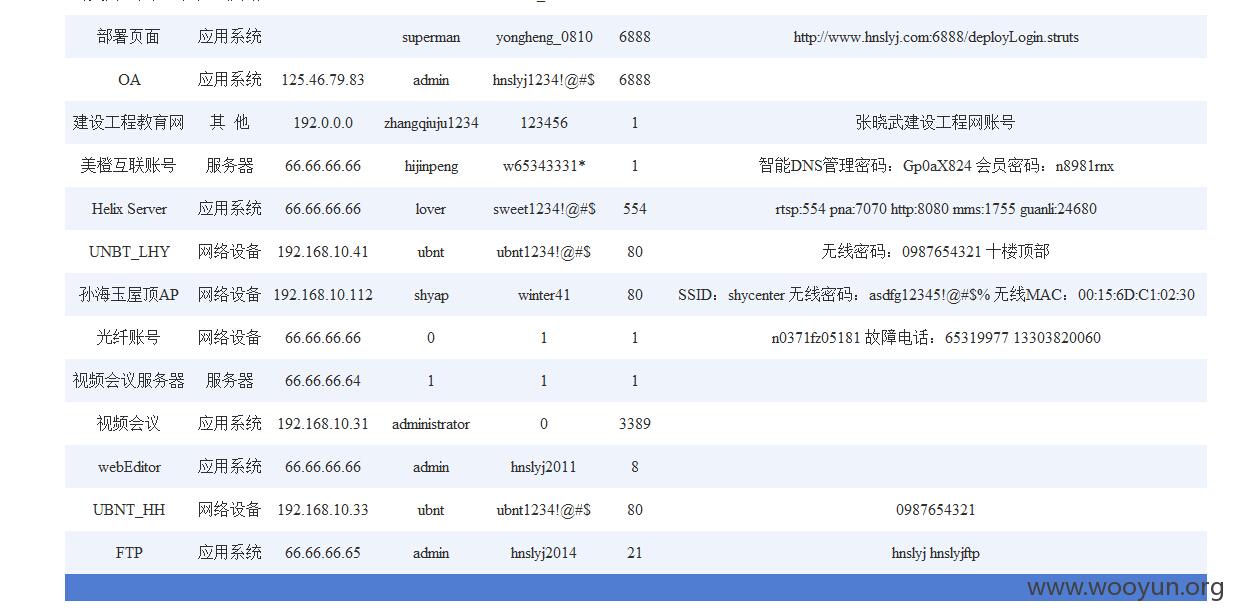 部署页面 应用系统 superman yongheng_0810 6888 http://www.hnslyj.com:6888/deployLogin.struts
OA 应用系统 125.46.79.83 admin hnslyj1234!@#$ 6888
建设工程教育网 其 他 192.0.0.0 zhangqiuju1234 123456 1 张晓武建设工程网账号
美橙互联账号 服务器 66.66.66.66 hijinpeng w65343331* 1 智能DNS管理密码：Gp0aX824 会员密码：n8981rnx
Helix Server 应用系统 66.66.66.66 lover sweet1234!@#$ 554 rtsp:554 pna:7070 http:8080 mms:1755 guanli:24680
UNBT_LHY 网络设备 192.168.10.41 ubnt ubnt1234!@#$ 80 无线密码：0987654321 十楼顶部
孙海玉屋顶AP 网络设备 192.168.10.112 shyap winter41 80 SSID：shycenter 无线密码：asdfg12345!@#$% 无线MAC：00:15:6D:C1:02:30
光纤账号 网络设备 66.66.66.66 0 1 1 n0371fz05181 故障电话：65319977 13303820060
视频会议服务器 服务器 66.66.66.64 1 1 1
视频会议 应用系统 192.168.10.31 administrator 0 3389
webEditor 应用系统 66.66.66.66 admin hnslyj2011 8
UBNT_HH 网络设备 192.168.10.33 ubnt ubnt1234!@#$ 80 0987654321
FTP 应用系统 66.66.66.65 admin hnslyj2014 21 hnslyj hnslyjftp
www.wooyun.org